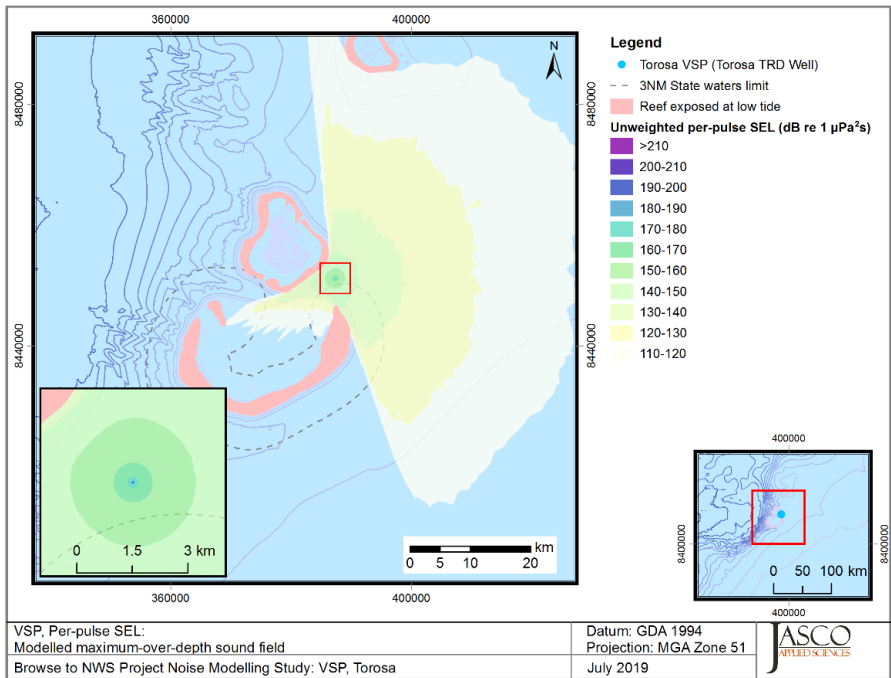 360000
400000
8480000
8480000
N
8440000
8440000
0 1.5 3 km
km
0 5 10 20
360000
400000
Legend
Torosa VSP (Torosa TRD Well)
3NM State waters limit
Reef exposed at low tide
Unweighted per-pulse SEL (dB re 1 µPa²s)
>210
200-210
190-200
180-190
170-180
160-170
150-160
140-150
130-140
120-130
110-120
400000
8400000
8400000
0 50 100 km
400000
VSP, Per-pulse SEL:
Modelled maximum-over-depth sound field
Browse to NWS Project Noise Modelling Study: VSP, Torosa
Datum: GDA 1994
Projection: MGA Zone 51
July 2019
JASCO
APPLIED SCIENCES